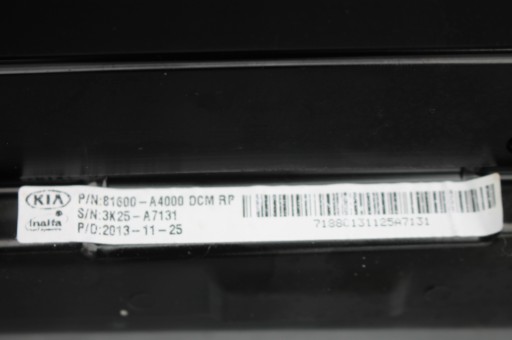 KIA
P/N:81600-A4000 DCM RP
inalfa
S/N:3K25-A7131
P/D:2013-11-25
7188C131125A7131